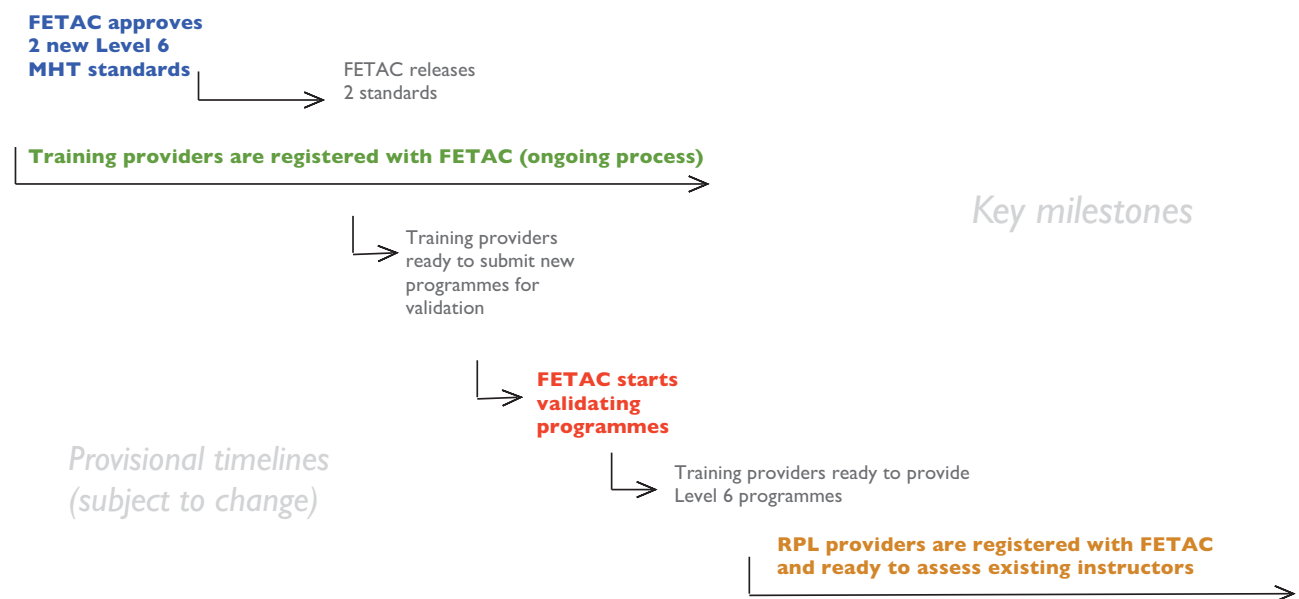 FETAC approves
2 new Level 6
MHT standards
FETAC releases
2 standards
Training providers are registered with FETAC (ongoing process)
Key milestones
Training providers
ready to submit new
programmes for
validation
FETAC starts
validating
programmes
Provisional timelines
(subject to change)
Training providers ready to provide
Level 6 programmes
RPL providers are registered with FETAC
and ready to assess existing instructors